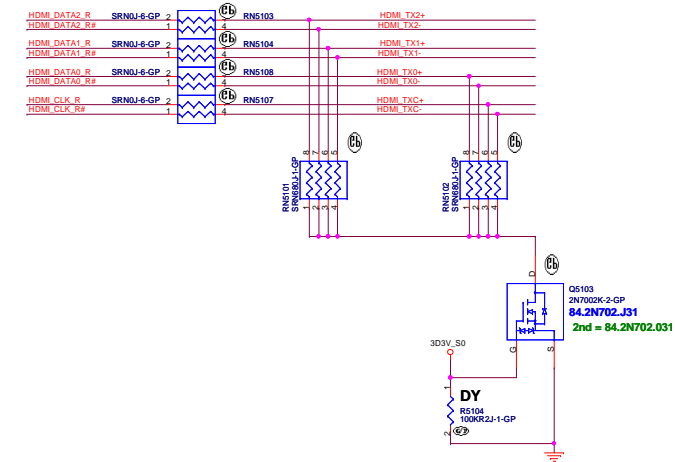 HDMI_DATA2_R SRN0J-6-GP 2 3 RN5103 HDMI_TX2+
HDMI_DATA2_R# 1 4 HDMI_TX2-
HDMI_DATA1_R SRN0J-6-GP 2 3 RN5104 HDMI_TX1+
HDMI_DATA1_R# 1 4 HDMI_TX1-
HDMI_DATA0_R SRN0J-6-GP 2 3 RN5108 HDMI_TX0+
HDMI_DATA0_R# 1 4 HDMI_TX0-
HDMI_CLK_R SRN0J-6-GP 2 3 RN5107 HDMI_TXC+
HDMI_CLK_R# 1 4 HDMI_TXC-
8 7 6 5
8 7 6 5
RN5101
SRN680J-1-GP
RN5102
SRN680J-1-GP
1 2 3 4
1 2 3 4
D
Q5103
2N7002K-2-GP
84.2N702.J31
2nd = 84.2N702.031
G
S
3D3V_S0
1
DY
R5104
100KR2J-1-GP
2